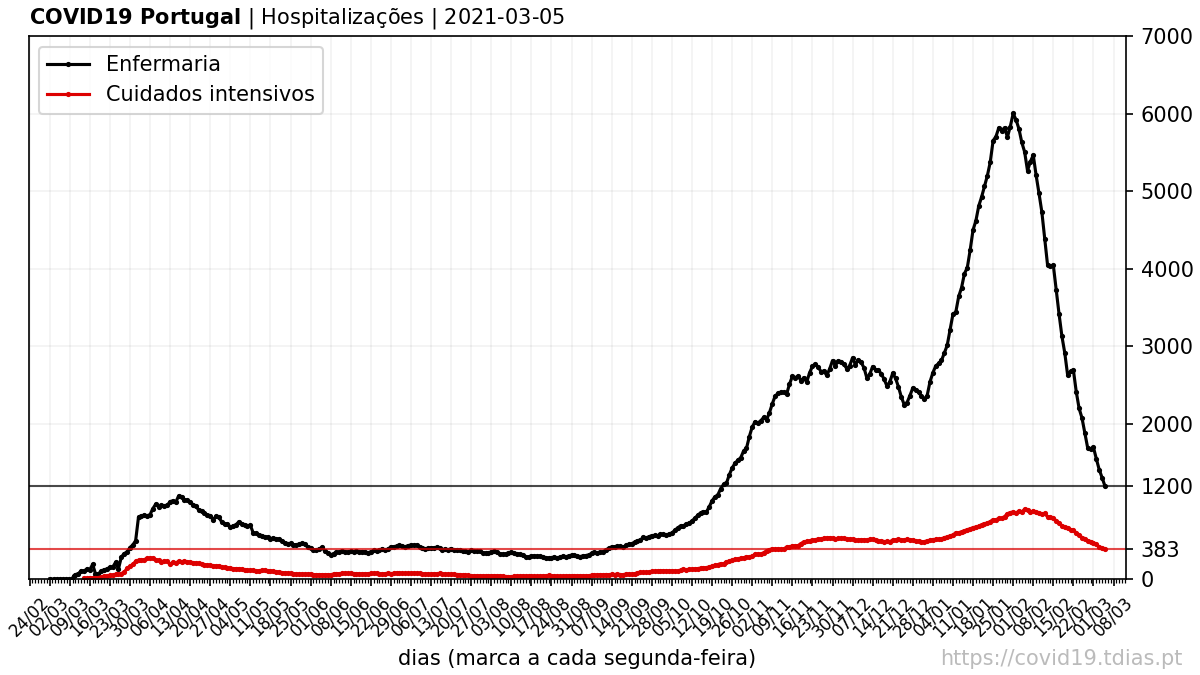 COVID19 Portugal | Hospitalizações | 2021-03-05
Enfermaria
Cuidados intensivos
7000
6000
5000
4000
3000
2000
1200
383
0
24/02 02/03 09/03 16/03 23/03 30/03 06/04 13/04 20/04 27/04 04/05 11/05 18/05 25/05 01/06 08/06 15/06 22/06 29/06 06/07 13/07 20/07 27/07 03/08 10/08 17/08 24/08 31/08 07/09 14/09 21/09 28/09 05/10 12/10 19/10 26/10 02/11 09/11 16/11 23/11 30/11 07/12 14/12 21/12 28/12 04/01 11/01 18/01 25/01 01/02 08/02 15/02 22/02 01/03 08/03
dias (marca a cada segunda-feira)
https://covid19.tdias.pt